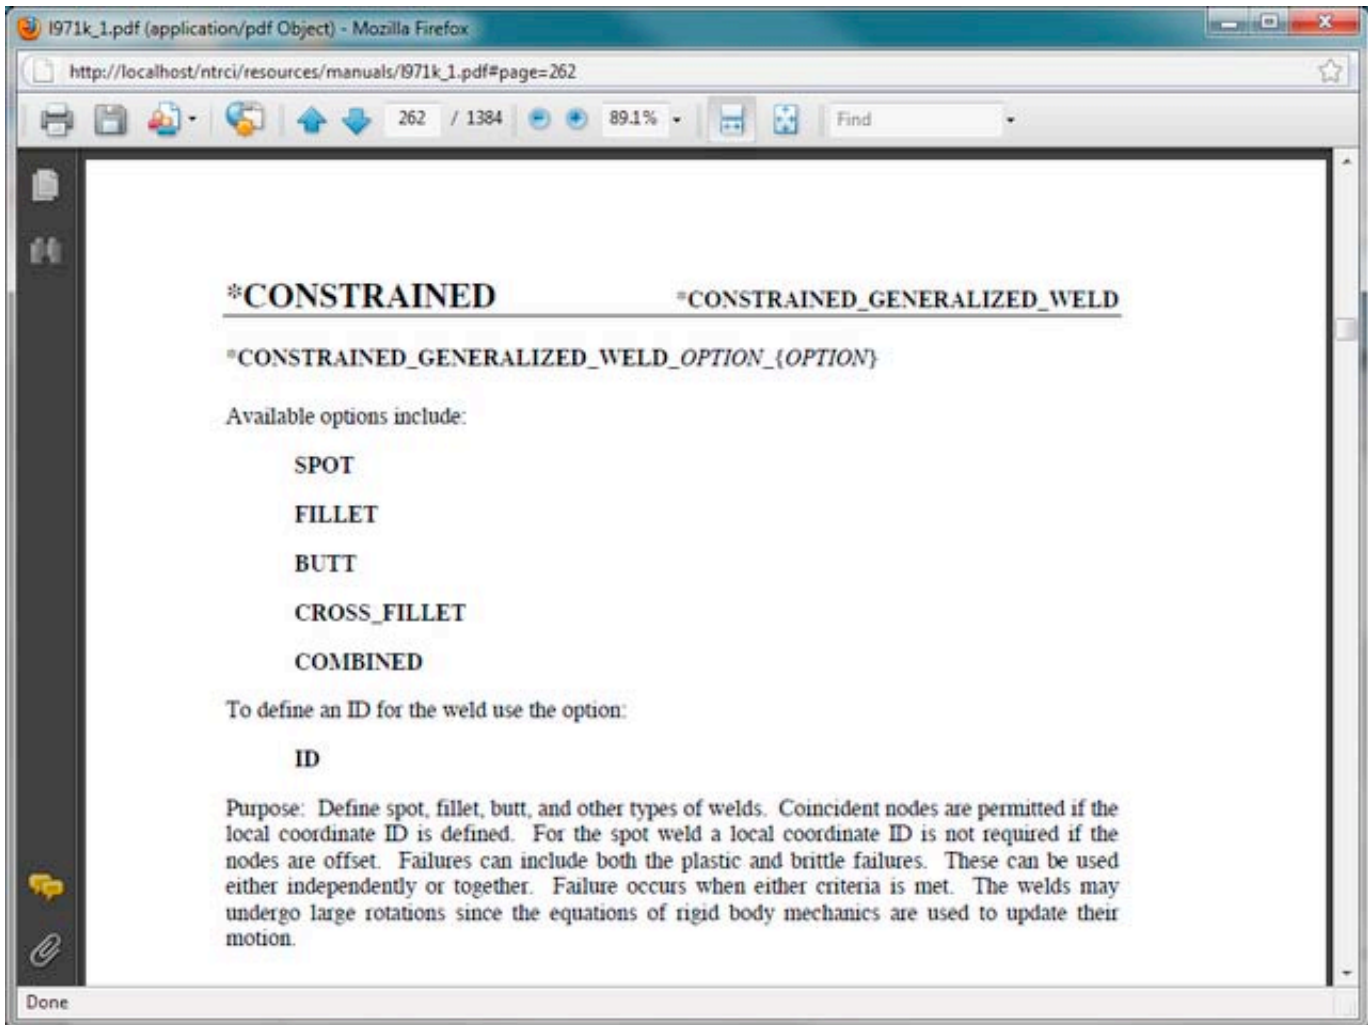 l971k_1.pdf (application/pdf Object) - Mozilla Firefox
http://localhost/ntrci/resources/manuals/l971k_1.pdf#page=262
262 / 1384 89.1% Find
*CONSTRAINED *CONSTRAINED_GENERALIZED_WELD
*CONSTRAINED_GENERALIZED_WELD_OPTION_{OPTION}
Available options include:
SPOT
FILLET
BUTT
CROSS_FILLET
COMBINED
To define an ID for the weld use the option:
ID
Purpose: Define spot, fillet, butt, and other types of welds. Coincident nodes are permitted if the
local coordinate ID is defined. For the spot weld a local coordinate ID is not required if the
nodes are offset. Failures can include both the plastic and brittle failures. These can be used
either independently or together. Failure occurs when either criteria is met. The welds may
undergo large rotations since the equations of rigid body mechanics are used to update their
motion.
Done